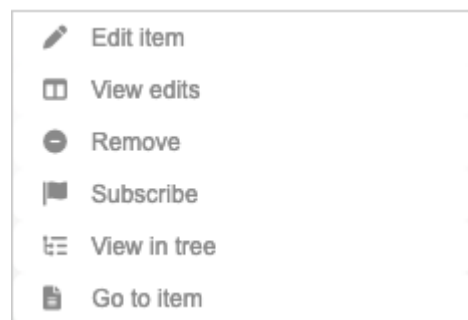 Edit item
View edits
Remove
Subscribe
View in tree
Go to item